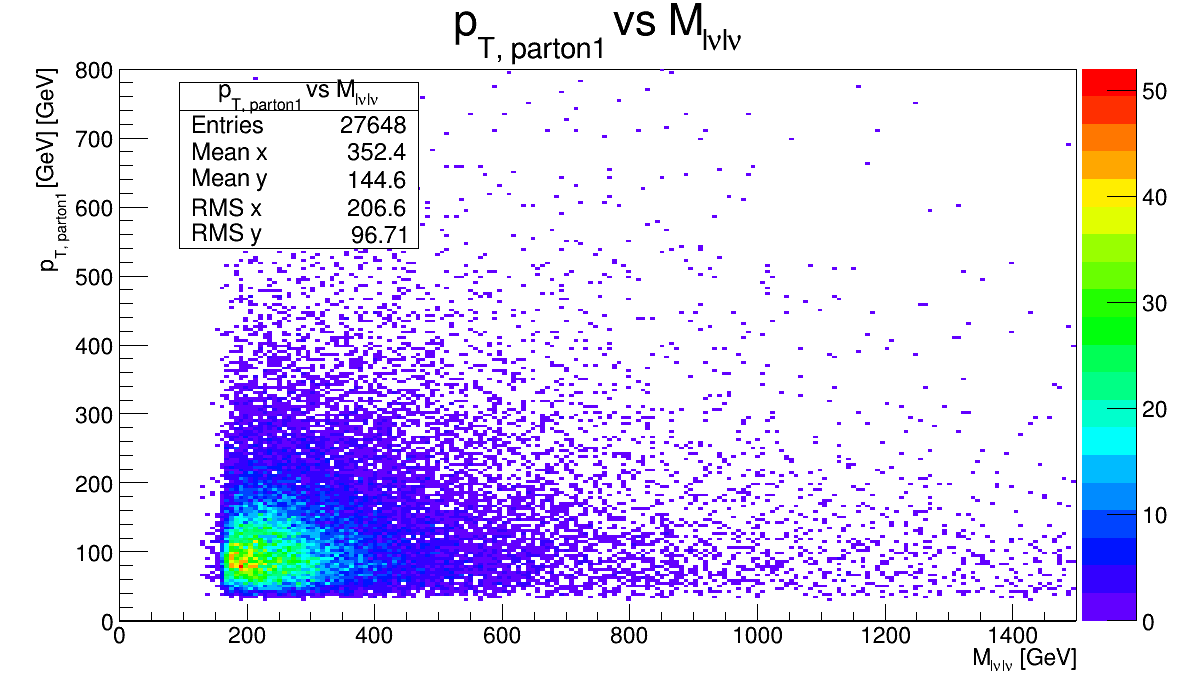 p_T, parton1 vs M_lνlν
p_T, parton1 [GeV] [GeV]
p_T, parton1 vs M_lνlν
Entries 27648
Mean x 352.4
Mean y 144.6
RMS x 206.6
RMS y 96.71
800
700
600
500
400
300
200
100
0
0 200 400 600 800 1000 1200 1400
M_lνlν [GeV]
50
40
30
20
10
0